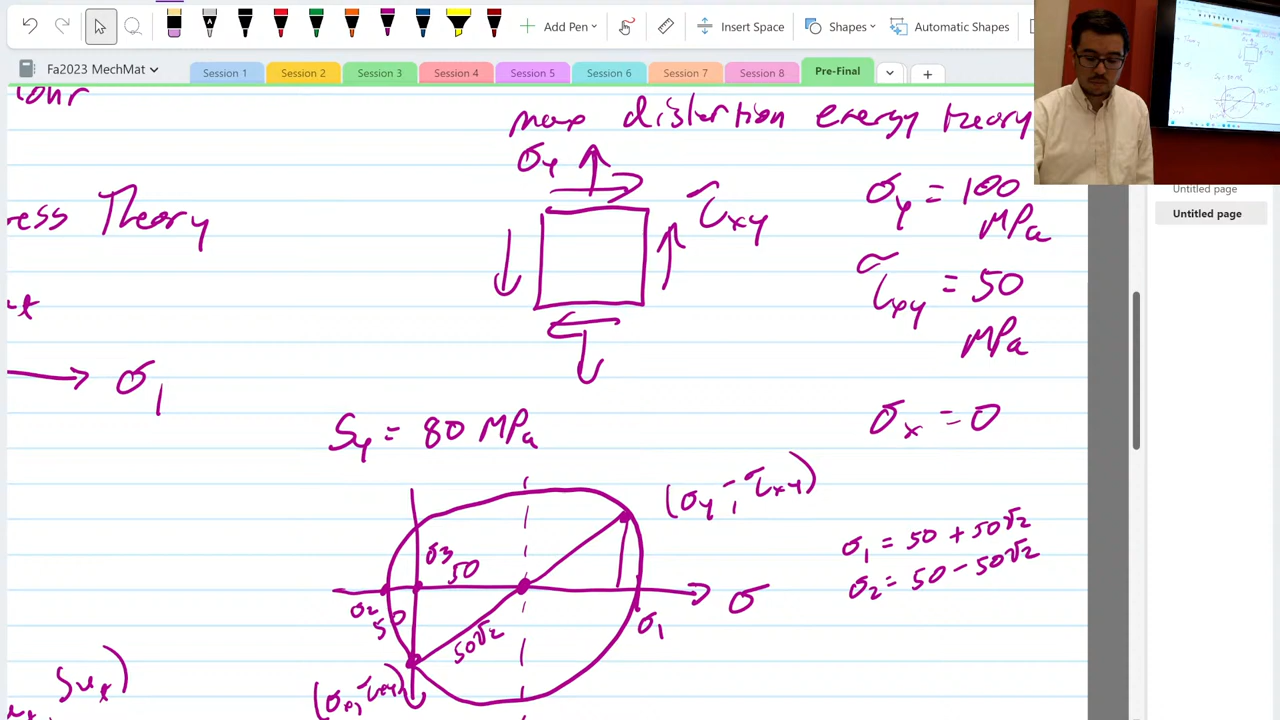 Add Pen
Insert Space
Shapes
Automatic Shapes
Fa2023 MechMat
Session 1
Session 2
Session 3
Session 4
Session 5
Session 6
Session 7
Session 8
Pre-Final
Untitled page
Untitled page
max distortion energy theory
σy
τxy
σy = 100
MPa
τxy = 50
MPa
σx = 0
ress Theory
σ1
Sy = 80 MPa
(σy, -τxy)
σ1 = 50 + 50√2
σ2 = 50 - 50√2
σ3
50
σ
σ2
50
50√2
σ1
Sut)